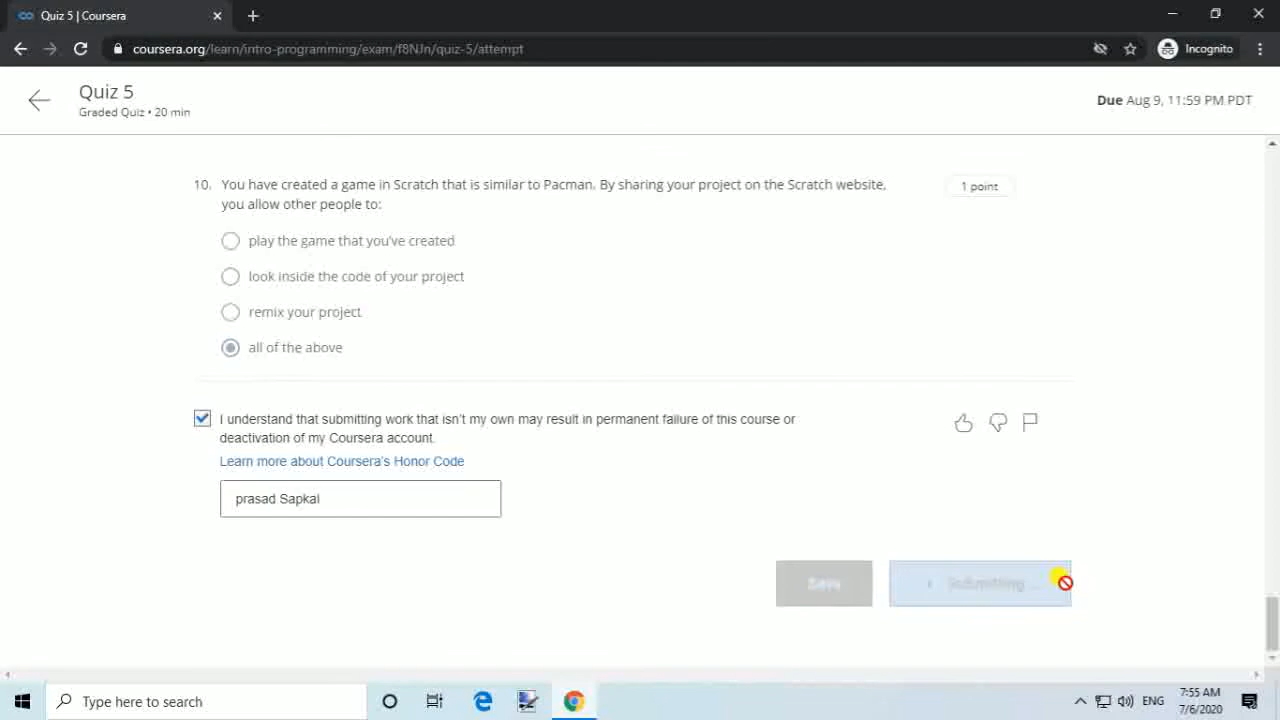 Quiz 5 | Coursera
coursera.org/learn/intro-programming/exam/f8NJn/quiz-5/attempt
Incognito
Quiz 5
Graded Quiz • 20 min
Due Aug 9, 11:59 PM PDT
10. You have created a game in Scratch that is similar to Pacman. By sharing your project on the Scratch website,
you allow other people to:
1 point
play the game that you've created
look inside the code of your project
remix your project
all of the above
I understand that submitting work that isn't my own may result in permanent failure of this course or
deactivation of my Coursera account.
Learn more about Coursera's Honor Code
prasad Sapkal
Save
Submitting...
Type here to search
ENG
7:55 AM
7/6/2020